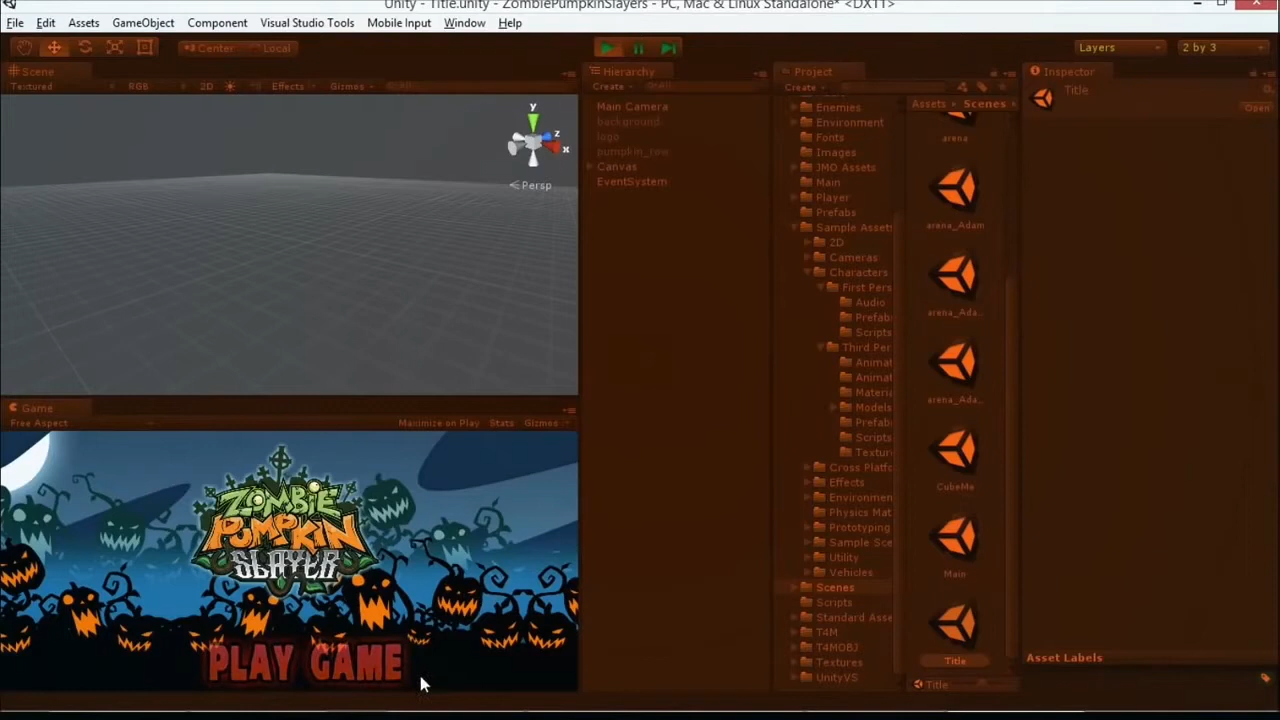 Unity - Title.unity - ZombiePumpkinSlayers - PC, Mac & Linux Standalone* <DX11>
File Edit Assets GameObject Component Visual Studio Tools Mobile Input Window Help
Center Local Layers 2 by 3
Scene
Textured RGB 2D Effects Gizmos All
Hierarchy
Create All
Main Camera
background
logo
pumpkin_row
Canvas
EventSystem
Persp
y
z
x
Game
Free Aspect Maximize on Play Stats Gizmos
ZOMBIE
PUMPKIN
SLAYER
PLAY GAME
Project
Create
Enemies
Environment
Fonts
Images
JMO Assets
Main
Player
Prefabs
Sample Assets
2D
Cameras
Characters
First Pers
Audio
Prefab
Scripts
Third Per
Animat
Animat
Materia
Models
Prefab
Scripts
Textur
Cross Platfo
Effects
Environmen
Physics Mat
Prototyping
Sample Sce
Utility
Vehicles
Scenes
Scripts
Standard Asse
T4M
T4MOBJ
Textures
UnityVS
Assets Scenes
arena
arena_Adam
arena_Ada..
arena_Ada..
CubeMe
Main
Title
Title
Inspector
Title
Open
Asset Labels